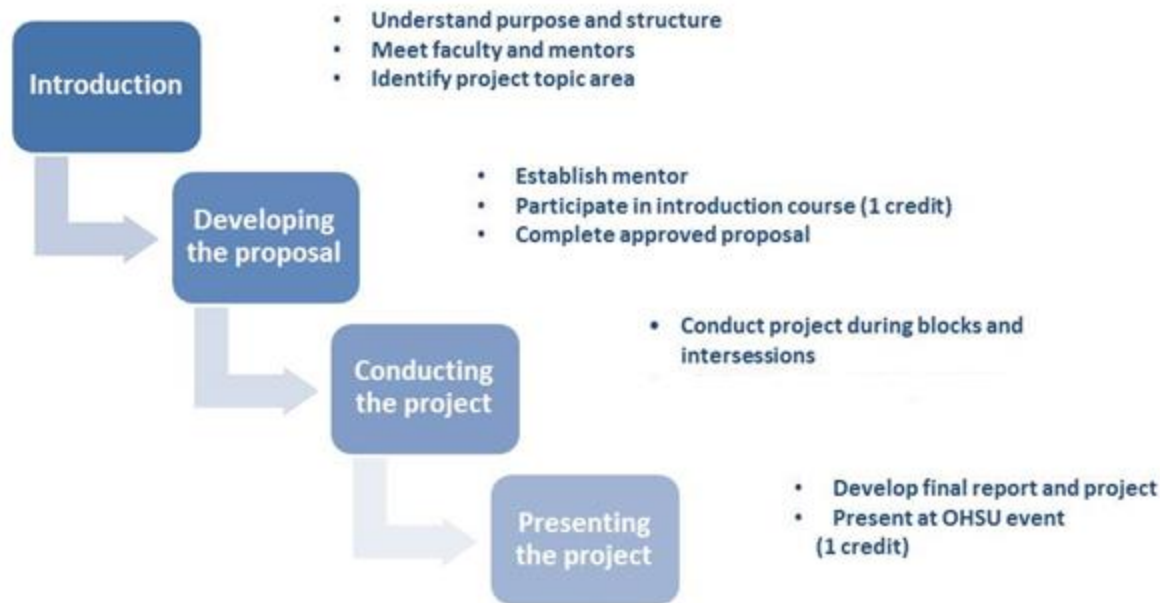 Introduction
• Understand purpose and structure
• Meet faculty and mentors
• Identify project topic area
Developing
the proposal
• Establish mentor
• Participate in introduction course (1 credit)
• Complete approved proposal
Conducting
the project
• Conduct project during blocks and
intersessions
Presenting
the project
• Develop final report and project
• Present at OHSU event
(1 credit)